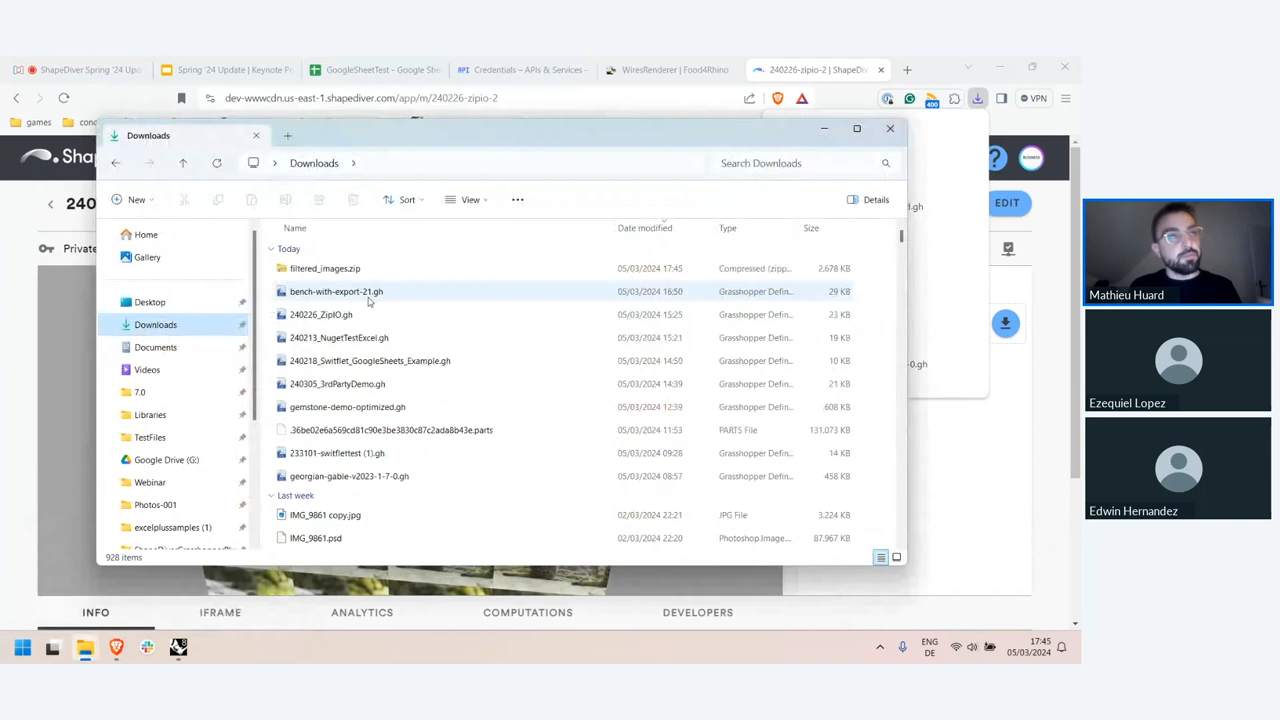 ShapeDiver Spring '24 Upd
Spring '24 Update | Keynote Pr
GoogleSheetTest - Google She
API Credentials – APIs & Services –
WiresRenderer | Food4Rhino
240226-zipio-2 | ShapeDiv
dev-wwwcdn.us-east-1.shapediver.com/app/m/240226-zipio-2
400
VPN
games
Downloads
Downloads
Search Downloads
New
Sort
View
Details
240
Private
EDIT
BUSINESS
d.gh
-0.gh
Home
Gallery
Desktop
Downloads
Documents
Videos
7.0
Libraries
TestFiles
Google Drive (G:)
Webinar
Photos-001
excelplussamples (1)
Name Date modified Type Size
Today
filtered_images.zip 05/03/2024 17:45 Compressed (zipp... 2.678 KB
bench-with-export-21.gh 05/03/2024 16:50 Grasshopper Defin... 29 KB
240226_ZipIO.gh 05/03/2024 15:25 Grasshopper Defin... 23 KB
240213_NugetTestExcel.gh 05/03/2024 15:21 Grasshopper Defin... 19 KB
240218_Switflet_GoogleSheets_Example.gh 05/03/2024 14:50 Grasshopper Defin... 10 KB
240305_3rdPartyDemo.gh 05/03/2024 14:39 Grasshopper Defin... 21 KB
gemstone-demo-optimized.gh 05/03/2024 12:39 Grasshopper Defin... 608 KB
.36be02e6a569cd81c90e3be3830c87c2ada8b43e.parts 05/03/2024 11:53 PARTS File 131.073 KB
233101-switflettest (1).gh 05/03/2024 09:28 Grasshopper Defin... 14 KB
georgian-gable-v2023-1-7-0.gh 05/03/2024 08:57 Grasshopper Defin... 458 KB
Last week
IMG_9861 copy.jpg 02/03/2024 22:21 JPG File 3.224 KB
IMG_9861.psd 02/03/2024 22:20 Photoshop.Image.... 87.967 KB
928 items
INFO
IFRAME
ANALYTICS
COMPUTATIONS
DEVELOPERS
ENG
DE
17:45
05/03/2024
Mathieu Huard
Ezequiel Lopez
Edwin Hernandez